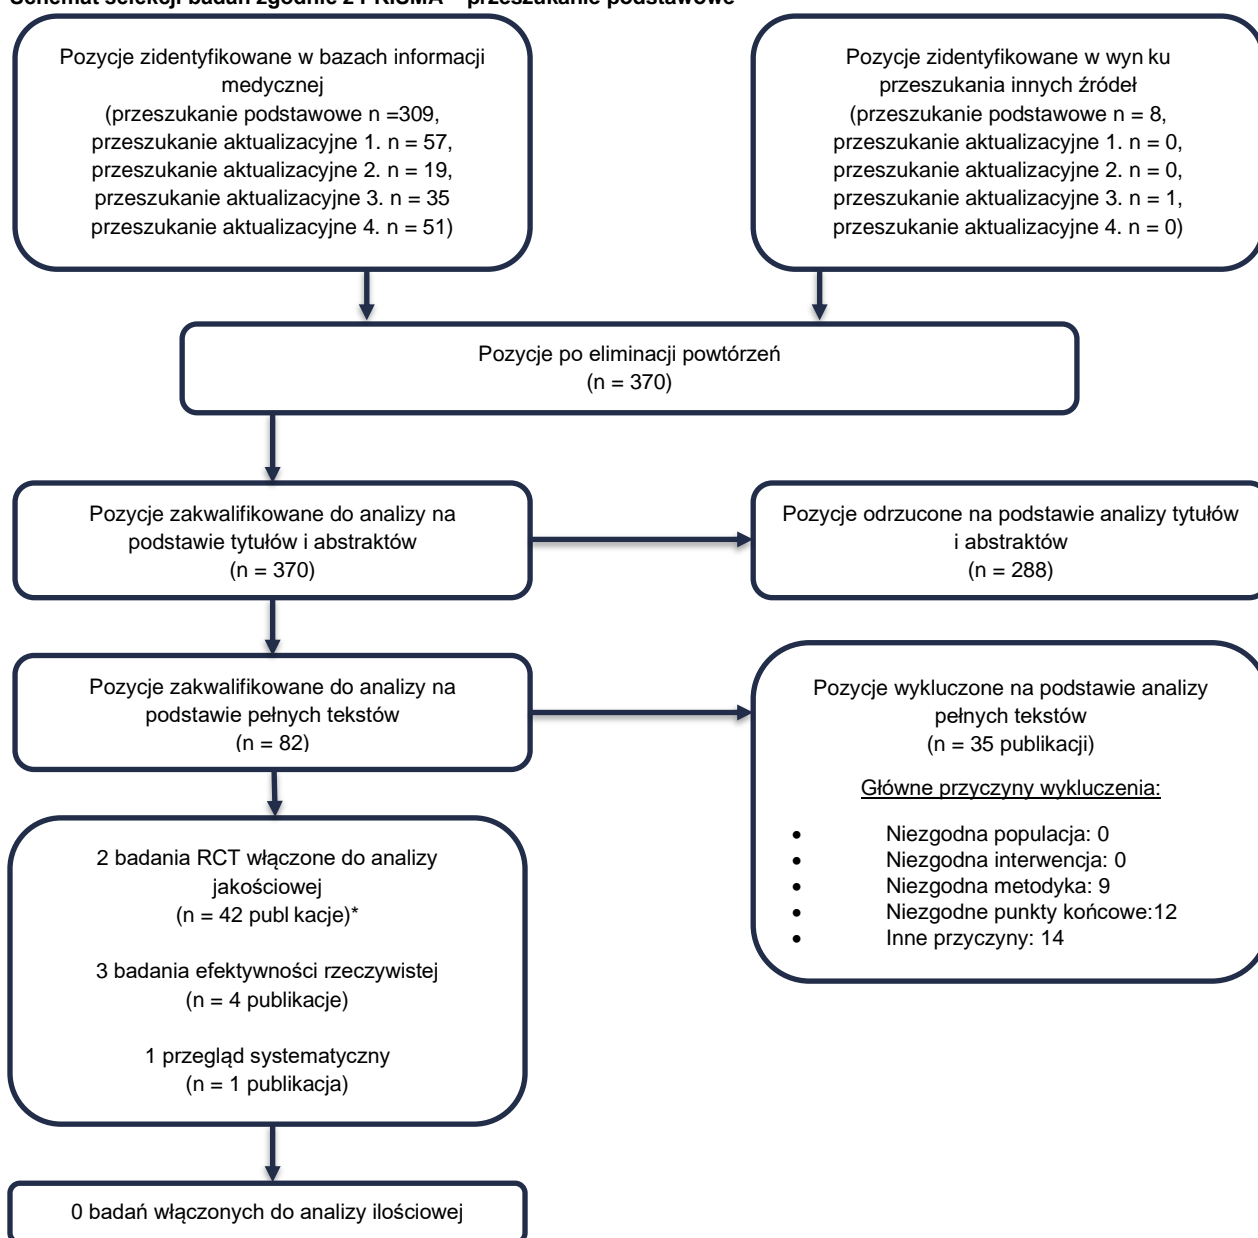 Schemat selekcji badań zgodnie z PRISMA – przeszukanie podstawowe
Pozycje zidentyfikowane w bazach informacji
medycznej
(przeszukanie podstawowe n =309,
przeszukanie aktualizacyjne 1. n = 57,
przeszukanie aktualizacyjne 2. n = 19,
przeszukanie aktualizacyjne 3. n = 35
przeszukanie aktualizacyjne 4. n = 51)
Pozycje zidentyfikowane w wyn ku
przeszukania innych źródeł
(przeszukanie podstawowe n = 8,
przeszukanie aktualizacyjne 1. n = 0,
przeszukanie aktualizacyjne 2. n = 0,
przeszukanie aktualizacyjne 3. n = 1,
przeszukanie aktualizacyjne 4. n = 0)
Pozycje po eliminacji powtórzeń
(n = 370)
Pozycje zakwalifikowane do analizy na
podstawie tytułów i abstraktów
(n = 370)
Pozycje odrzucone na podstawie analizy tytułów
i abstraktów
(n = 288)
Pozycje zakwalifikowane do analizy na
podstawie pełnych tekstów
(n = 82)
Pozycje wykluczone na podstawie analizy
pełnych tekstów
(n = 35 publikacji)
Główne przyczyny wykluczenia:
• Niezgodna populacja: 0
• Niezgodna interwencja: 0
• Niezgodna metodyka: 9
• Niezgodne punkty końcowe:12
• Inne przyczyny: 14
2 badania RCT włączone do analizy
jakościowej
(n = 42 publ kacje)*
3 badania efektywności rzeczywistej
(n = 4 publikacje)
1 przegląd systematyczny
(n = 1 publikacja)
0 badań włączonych do analizy ilościowej